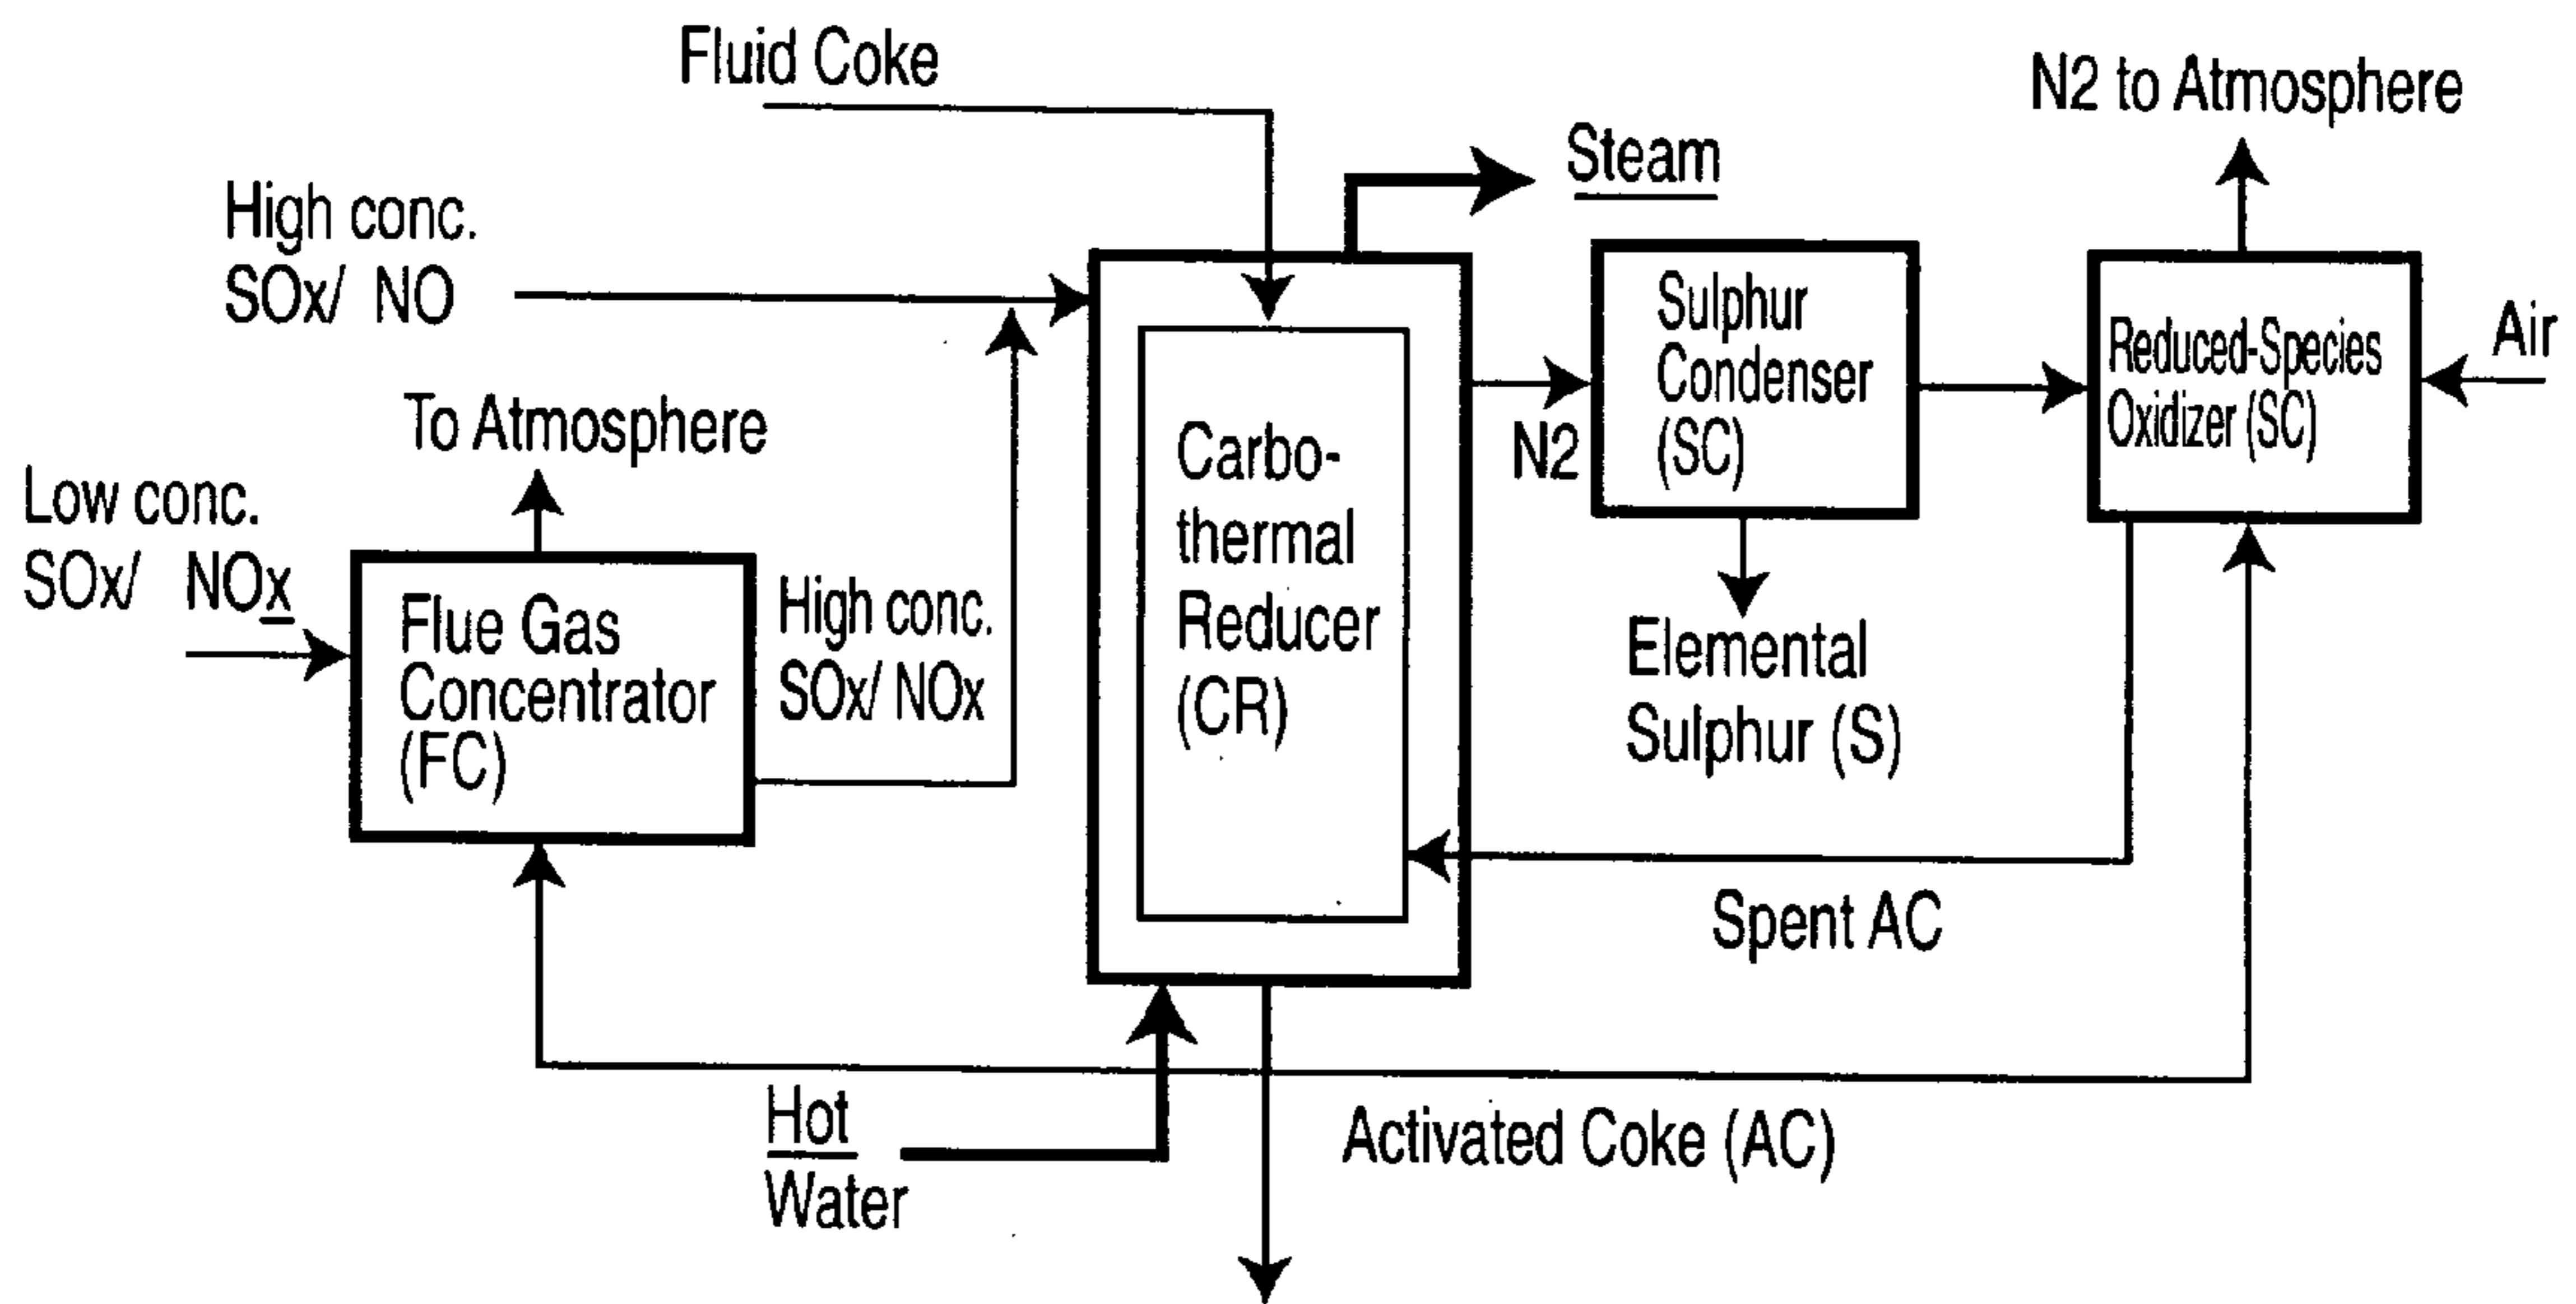 Fluid Coke
N2 to Atmosphere
Steam
High conc.
SOx/ NO
Sulphur
Condenser
(SC)
Reduced-Species
Oxidizer (SC)
Air
To Atmosphere
N2
Low conc.
SOx/ NOx
Carbo-
thermal
Reducer
(CR)
Flue Gas
Concentrator
(FC)
High conc.
SOx/ NOx
Elemental
Sulphur (S)
Spent AC
Hot
Water
Activated Coke (AC)